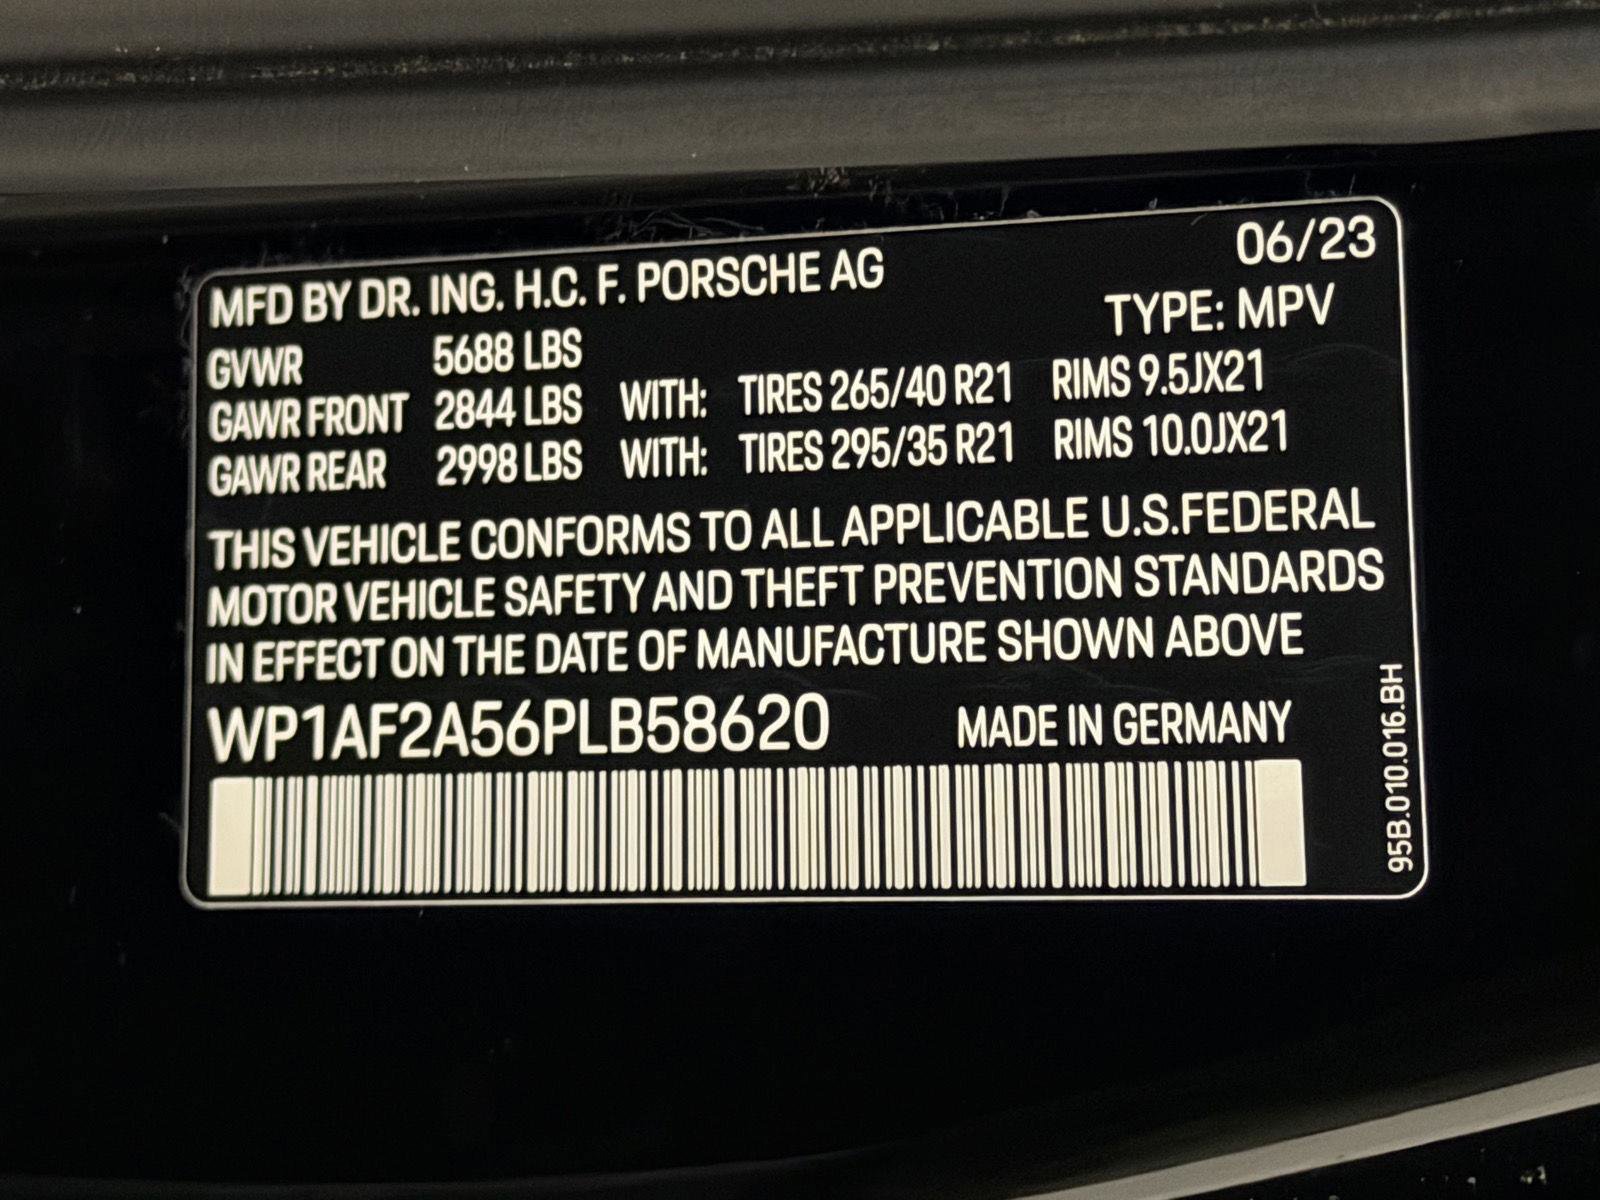 06/23
MFD BY DR. ING. H.C. F. PORSCHE AG
TYPE: MPV
GVWR 5688 LBS
GAWR FRONT 2844 LBS WITH: TIRES 265/40 R21 RIMS 9.5JX21
GAWR REAR 2998 LBS WITH: TIRES 295/35 R21 RIMS 10.0JX21
THIS VEHICLE CONFORMS TO ALL APPLICABLE U.S.FEDERAL
MOTOR VEHICLE SAFETY AND THEFT PREVENTION STANDARDS
IN EFFECT ON THE DATE OF MANUFACTURE SHOWN ABOVE
WP1AF2A56PLB58620 MADE IN GERMANY
95B.010.016.BH